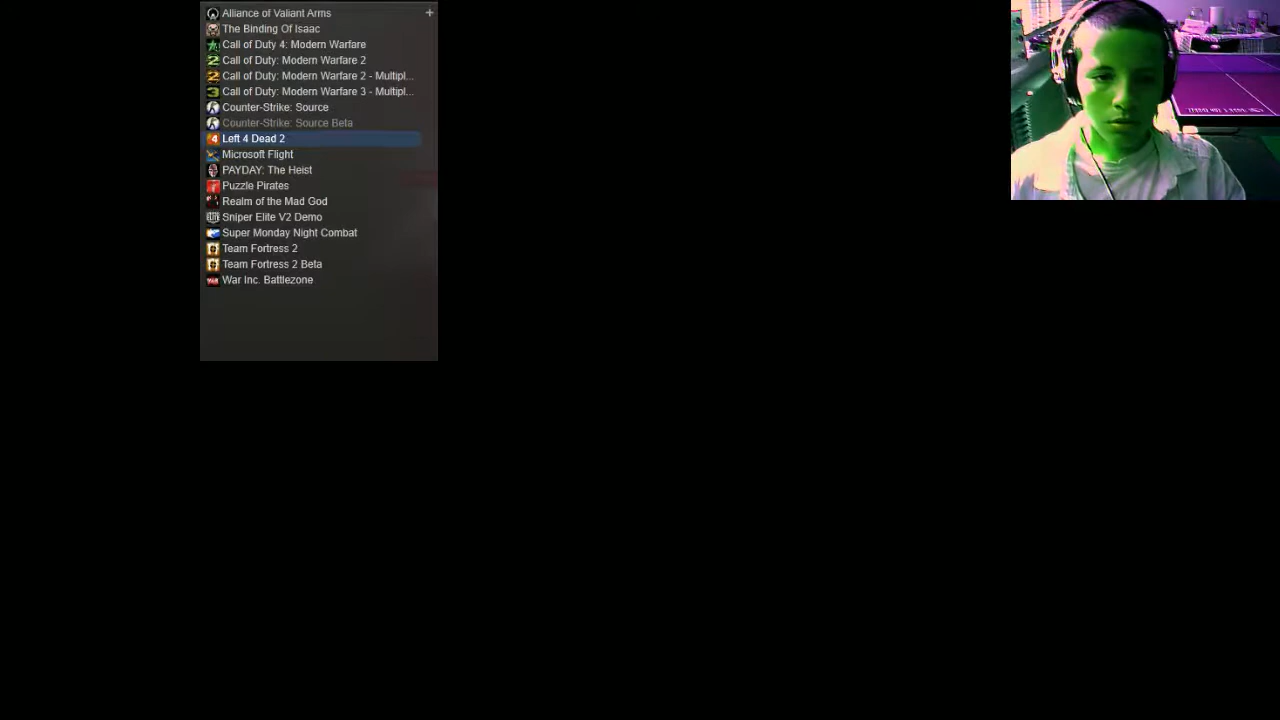 Alliance of Valiant Arms
The Binding Of Isaac
Call of Duty 4: Modern Warfare
Call of Duty: Modern Warfare 2
Call of Duty: Modern Warfare 2 - Multipl...
Call of Duty: Modern Warfare 3 - Multipl...
Counter-Strike: Source
Counter-Strike: Source Beta
Left 4 Dead 2
Microsoft Flight
PAYDAY: The Heist
Puzzle Pirates
Realm of the Mad God
Sniper Elite V2 Demo
Super Monday Night Combat
Team Fortress 2
Team Fortress 2 Beta
War Inc. Battlezone